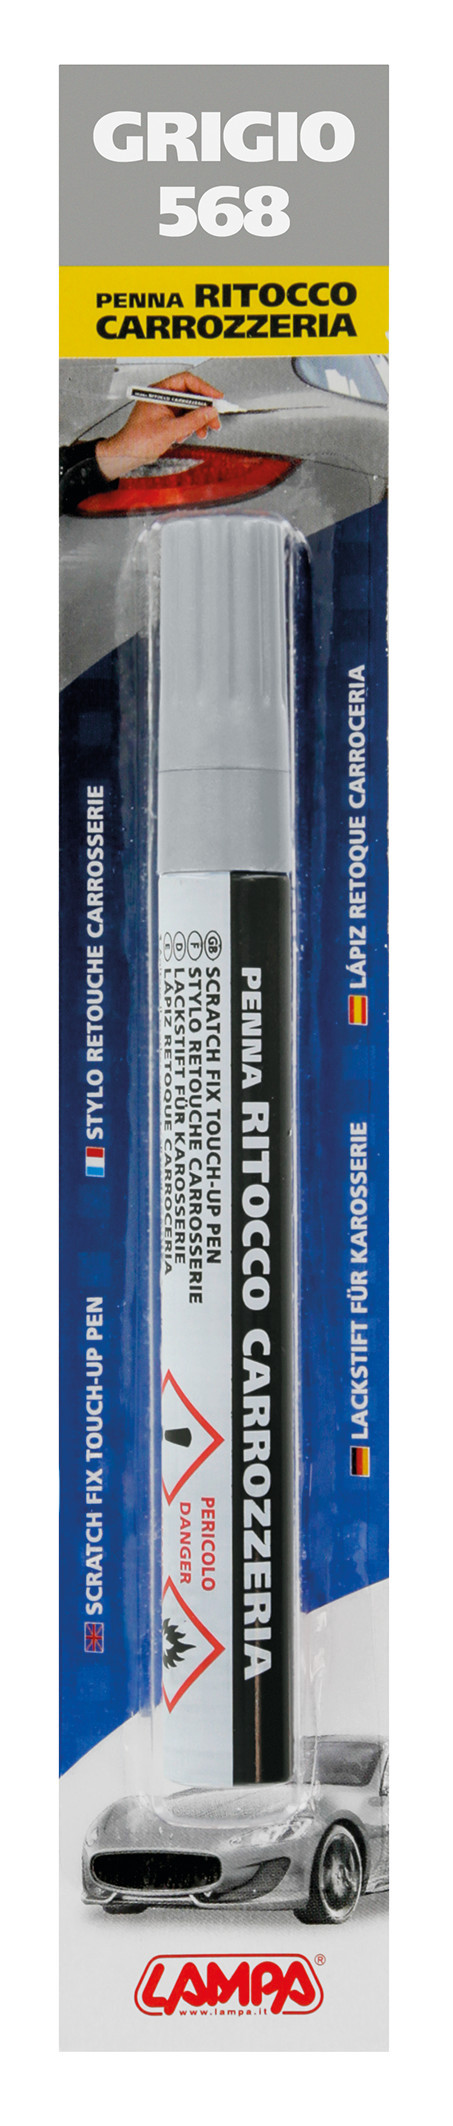 GRIGIO
568
PENNA RITOCCO
CARROZZERIA
RITOCCO CARROZZERIA
STYLO RETOUCHE CARROSSERIE
SCRATCH FIX TOUCH-UP PEN
LÁPIZ RETOQUE CARROCERIA
LACKSTIFT FÜR KAROSSERIE
PENNA RITOCCO CARROZZERIA
GB SCRATCH FIX TOUCH-UP PEN
F STYLO RETOUCHE CARROSSERIE
D LACKSTIFT FÜR KAROSSERIE
E LÁPIZ RETOQUE CARROCERIA
PERICOLO
DANGER
LAMPA®
www.lampa.it